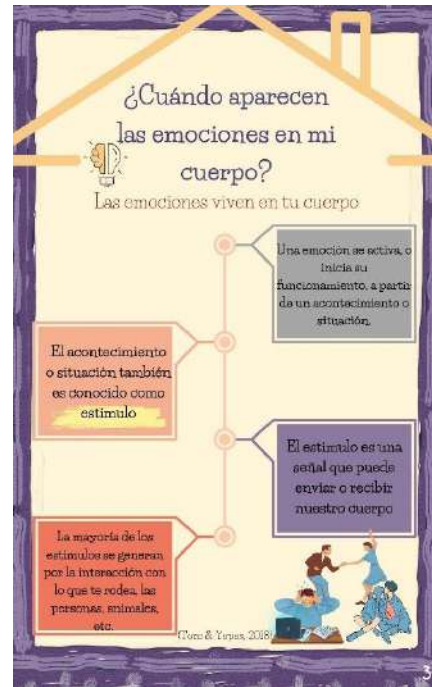 ¿Cuándo aparecen
las emociones en mi
cuerpo?
Las emociones viven en tu cuerpo
Una emoción se activa, o
inicia su
funcionamiento, a partir
de un acontecimiento o
situación.
El acontecimiento
o situación también
es conocido como
estimulo
El estimulo es una
señal que puede
enviar o recibir
nuestro cuerpo
La mayoría de los
estimulos se generan
por la interacción con
lo que te rodea, las
personas, animales,
etc.
(Toro & Yepes, 2018)
3